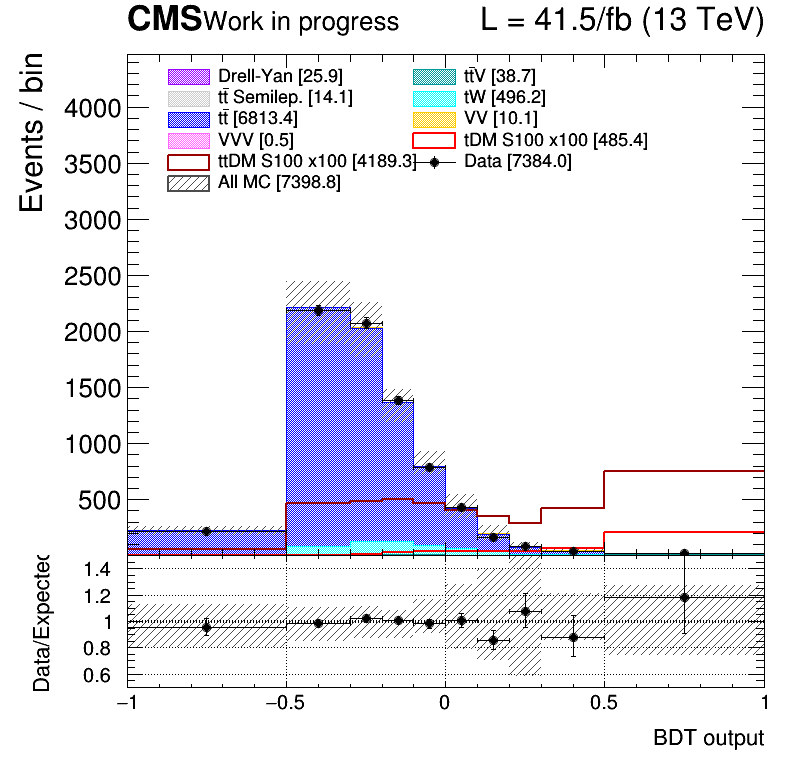 CMS Work in progress L = 41.5/fb (13 TeV)
Events / bin
Drell-Yan [25.9] tt̄V [38.7]
tt̄ Semilep. [14.1] tW [496.2]
tt̄ [6813.4] VV [10.1]
VVV [0.5] tDM S100 x100 [485.4]
ttDM S100 x100 [4189.3] Data [7384.0]
All MC [7398.8]
4000
3500
3000
2500
2000
1500
1000
500
Data/Expected
1.4
1.2
1
0.8
0.6
−1 −0.5 0 0.5 1
BDT output